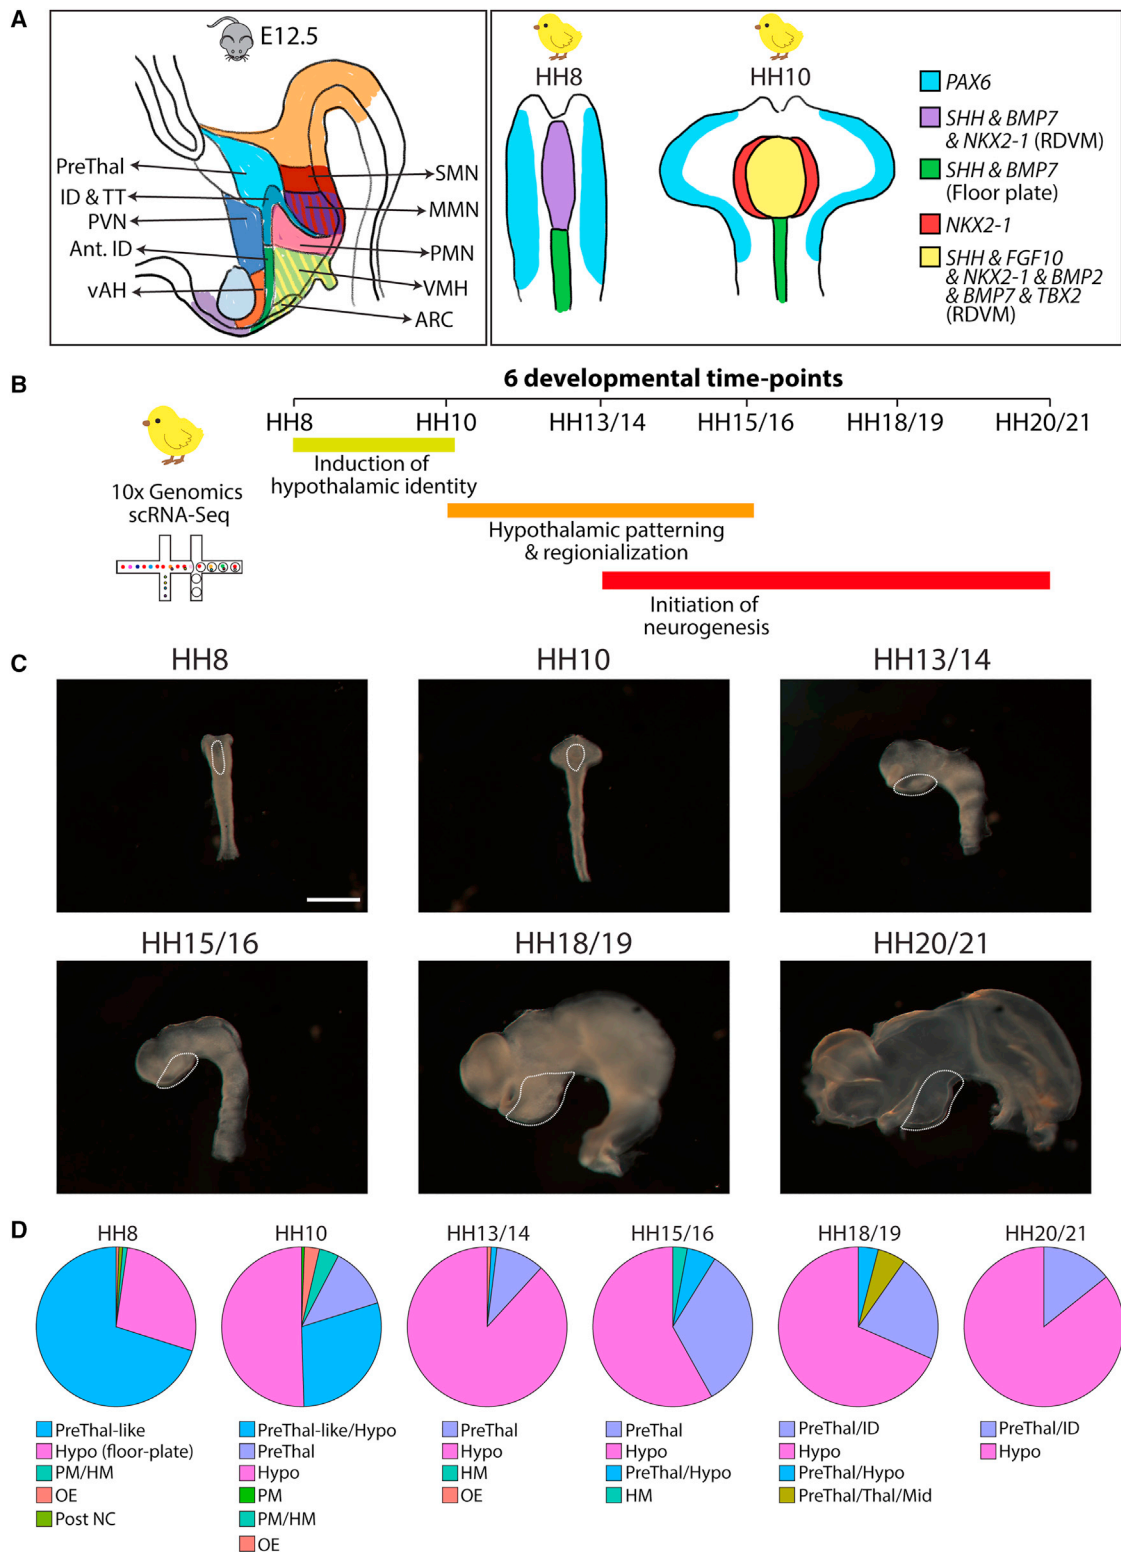 A
E12.5
PreThal
ID & TT
PVN
Ant. ID
vAH
SMN
MMN
PMN
VMH
ARC
HH8
HH10
PAX6
SHH & BMP7
& NKX2-1 (RDVM)
SHH & BMP7
(Floor plate)
NKX2-1
SHH & FGF10
& NKX2-1 & BMP2
& BMP7 & TBX2
(RDVM)
B
6 developmental time-points
HH8
HH10
HH13/14
HH15/16
HH18/19
HH20/21
10x Genomics
scRNA-Seq
Induction of
hypothalamic identity
Hypothalamic patterning
& regionialization
Initiation of
neurogenesis
C
HH8
HH10
HH13/14
HH15/16
HH18/19
HH20/21
D
HH8
HH10
HH13/14
HH15/16
HH18/19
HH20/21
PreThal-like
Hypo (floor-plate)
PM/HM
OE
Post NC
PreThal-like/Hypo
PreThal
Hypo
PM
PM/HM
OE
PreThal
Hypo
HM
OE
PreThal
Hypo
PreThal/Hypo
HM
PreThal/ID
Hypo
PreThal/Hypo
PreThal/Thal/Mid
PreThal/ID
Hypo